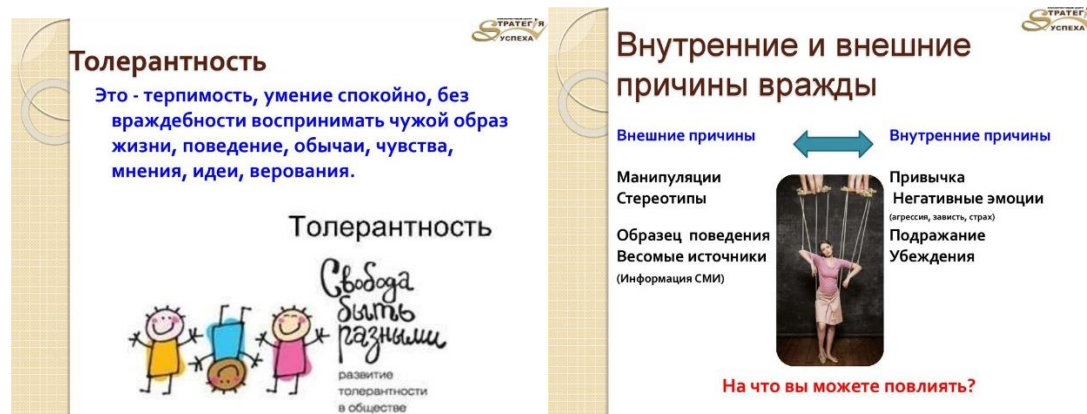 СТРАТЕГИЯ
УСПЕХА
Толерантность
Это - терпимость, умение спокойно, без
враждебности воспринимать чужой образ
жизни, поведение, обычаи, чувства,
мнения, идеи, верования.
Толерантность
Свобода
быть
разными
развитие
толерантности
в обществе
СТРАТЕГ
УСПЕХА
Внутренние и внешние
причины вражды
Внешние причины
Внутренние причины
Манипуляции
Стереотипы
Образец поведения
Весомые источники
(Информация СМИ)
Привычка
Негативные эмоции
(агрессия, зависть, страх)
Подражание
Убеждения
На что вы можете повлиять?